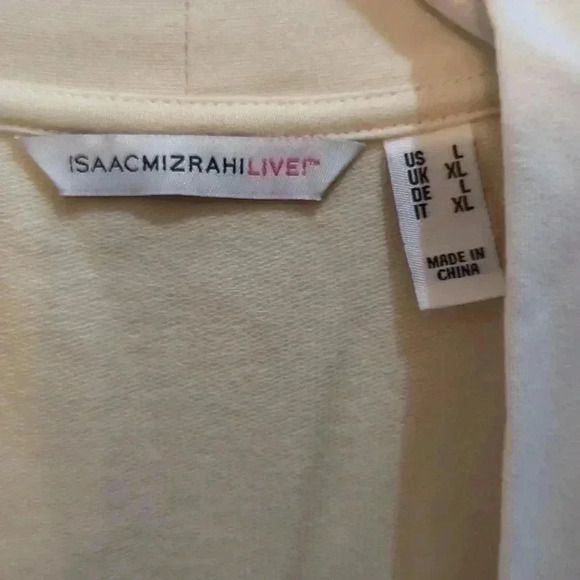 ISAACMIZRAHILIVE!™
US L
UK XL
DE L
IT XL
MADE IN
CHINA